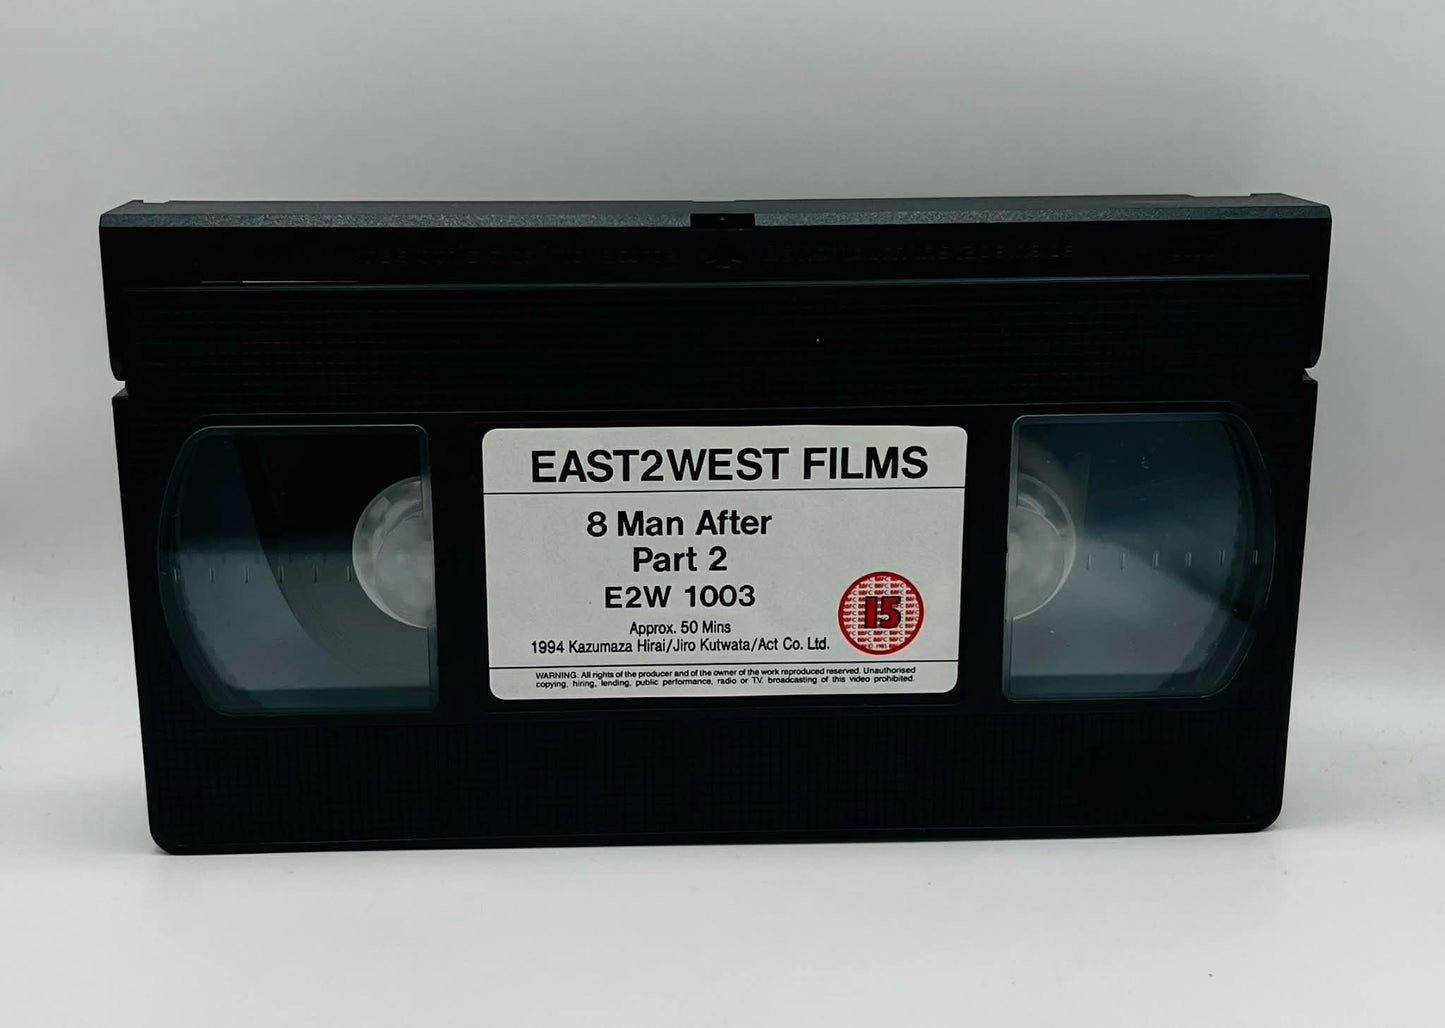 EAST2WEST FILMS
8 Man After
Part 2
E2W 1003
Approx. 50 Mins
1994 Kazumaza Hirai/Jiro Kutwata/Act Co. Ltd.
15
WARNING: All rights of the producer and of the owner of the work reproduced reserved. Unauthorised
copying, hiring, lending, public performance, radio or TV broadcasting of this video prohibited.